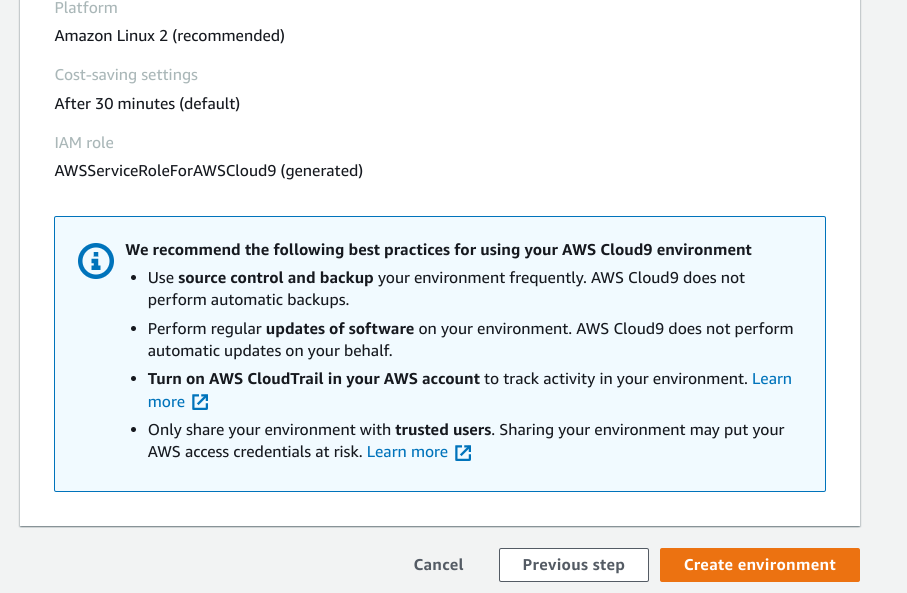 Platform
Amazon Linux 2 (recommended)
Cost-saving settings
After 30 minutes (default)
IAM role
AWSServiceRoleForAWSCloud9 (generated)
We recommend the following best practices for using your AWS Cloud9 environment
• Use source control and backup your environment frequently. AWS Cloud9 does not
perform automatic backups.
• Perform regular updates of software on your environment. AWS Cloud9 does not perform
automatic updates on your behalf.
• Turn on AWS CloudTrail in your AWS account to track activity in your environment. Learn
more
• Only share your environment with trusted users. Sharing your environment may put your
AWS access credentials at risk. Learn more
Cancel
Previous step
Create environment